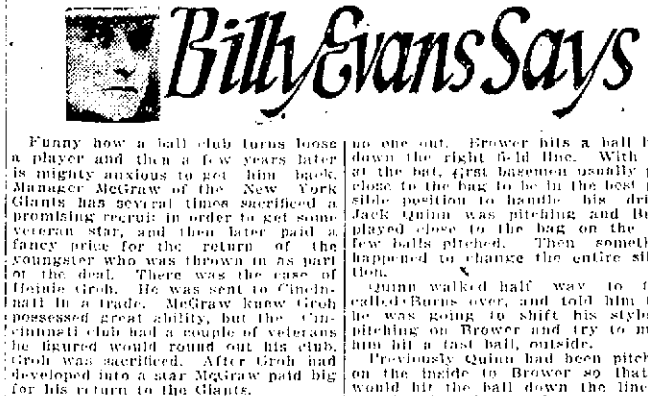 Billy Evans Says
Funny how a ball club turns loose
a player and then a few years later
is mighty anxious to get him back.
Manager McGraw of the New York
Giants has several times sacrificed a
promising recruit in order to get some
veteran star, and then later paid a
fancy price for the return of the
youngster who was thrown in as part
of the deal. There was the case of
Heinie Groh. He was sent to Cincin-
nati in a trade. McGraw knew Groh
possessed great ability, but the Cin-
cinnati club had a couple of veterans
he figured would round out his club.
Groh was sacrificed. After Groh had
developed into a star McGraw paid big
for his return to the Giants.
no one out. Brower hits a ball h
down the right field line. With
at the bat, first basemen usually p
close to the bag to be in the best p
sible position to handle his dri
Jack Quinn was pitching and Bu
played close to the bag on the
few balls pitched. Then someth
happened to change the entire si
tion.
Quinn walked half way to f
called Burns over, and told him t
he was going to shift his style
pitching on Brower and try to m
him hit a fast ball, outside.
Previously Quinn had been pitch
on the inside to Brower so that
would hit the ball down the line